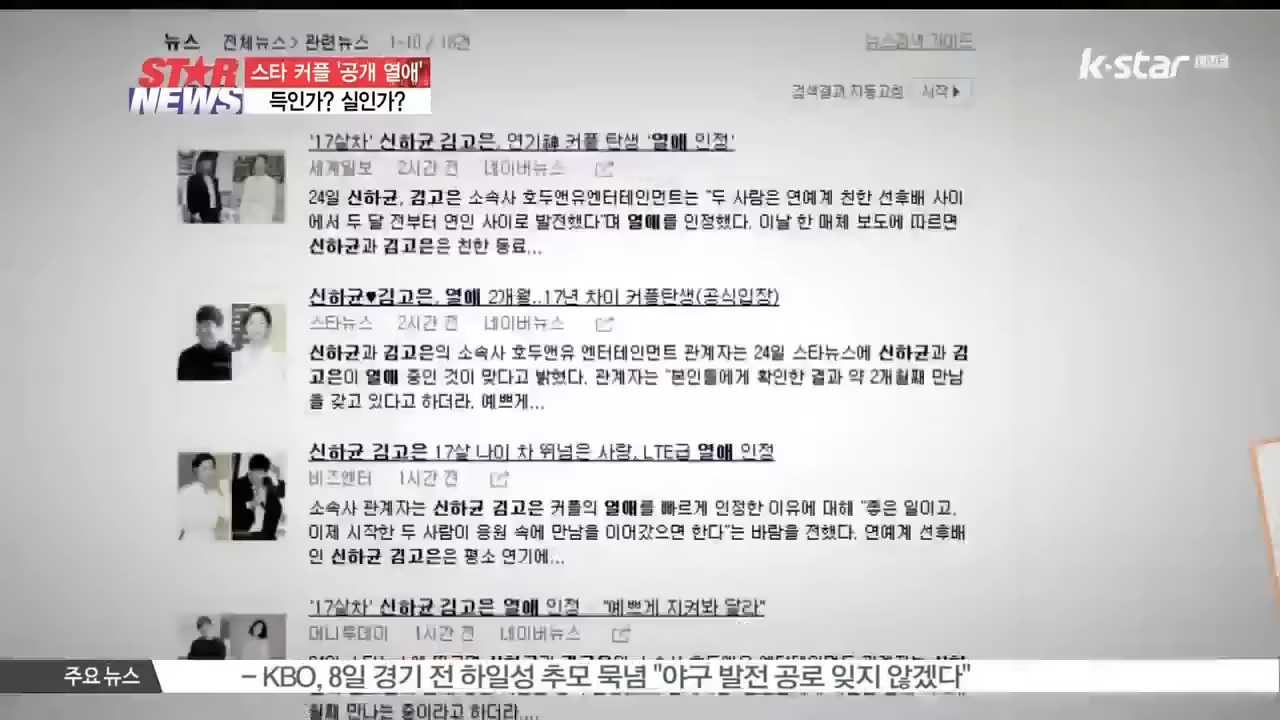 뉴스 전체뉴스 > 관련뉴스 1-10 / 18건
뉴스검색 가이드
k·star LIVE
STAR NEWS
스타 커플 '공개 열애'
득인가? 실인가?
검색결과 자동고침 시작
'17살차' 신하균 김고은, 연기神 커플 탄생 '열애 인정'
세계일보 2시간 전 네이버뉴스
24일 신하균, 김고은 소속사 호두앤유엔터테인먼트는 "두 사람은 연예계 친한 선후배 사이
에서 두 달 전부터 연인 사이로 발전했다"며 열애를 인정했다. 이날 한 매체 보도에 따르면
신하균과 김고은은 친한 동료...
신하균♥김고은, 열애 2개월..17년 차이 커플탄생(공식입장)
스타뉴스 2시간 전 네이버뉴스
신하균과 김고은의 소속사 호두앤유 엔터테인먼트 관계자는 24일 스타뉴스에 신하균과 김
고은이 열애 중인 것이 맞다고 밝혔다. 관계자는 "본인들에게 확인한 결과 약 2개월째 만남
을 갖고 있다고 하더라. 예쁘게...
신하균 김고은 17살 나이 차 뛰넘은 사랑, LTE급 열애 인정
비즈엔터 1시간 전
소속사 관계자는 신하균 김고은 커플의 열애를 빠르게 인정한 이유에 대해 "좋은 일이고,
이제 시작한 두 사람이 응원 속에 만남을 이어갔으면 한다"는 바람을 전했다. 연예계 선후배
인 신하균 김고은은 평소 연기에...
'17살차' 신하균 김고은 열애 인정 "예쁘게 지켜봐 달라"
머니투데이 1시간 전 네이버뉴스
주요뉴스
- KBO, 8일 경기 전 하일성 추모 묵념 "야구 발전 공로 잊지 않겠다"
째 만나는 중이라고 하더라....